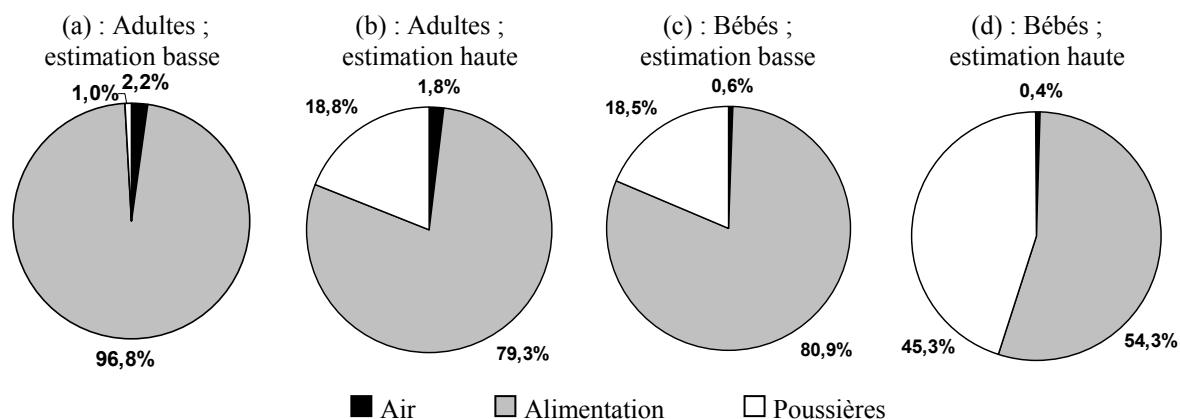 (a) : Adultes ;
estimation basse
(b) : Adultes ;
estimation haute
(c) : Bébés ;
estimation basse
(d) : Bébés ;
estimation haute
1,0%
2,2%
96,8%
18,8%
1,8%
79,3%
18,5%
0,6%
80,9%
0,4%
45,3%
54,3%
Air
Alimentation
Poussières